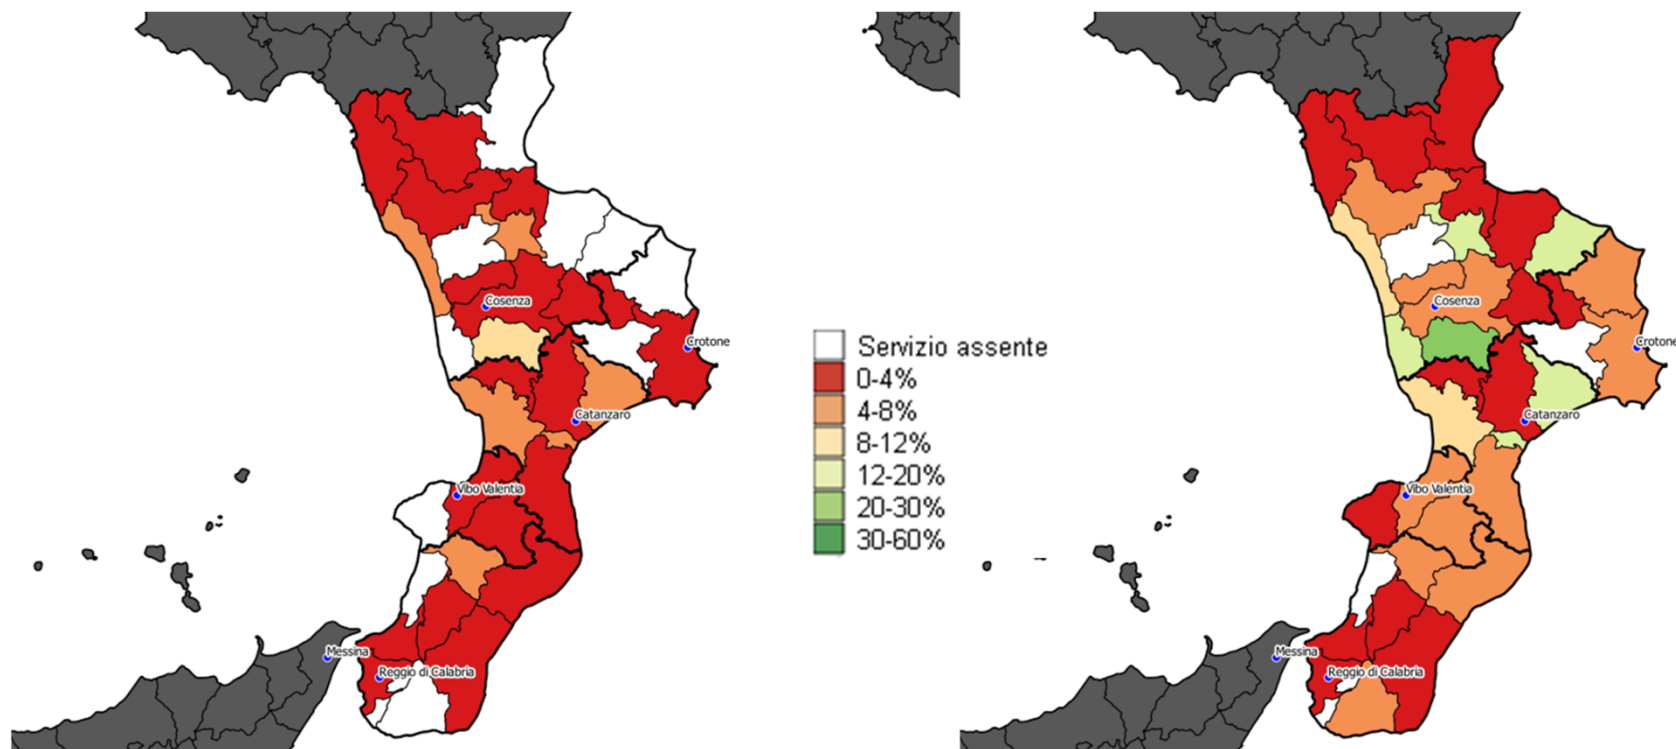 Cosenza
Crotone
Catanzaro
Vibo Valentia
Messina
Reggio di Calabria
Servizio assente
0-4%
4-8%
8-12%
12-20%
20-30%
30-60%
Cosenza
Crotone
Catanzaro
Vibo Valentia
Messina
Reggio di Calabria